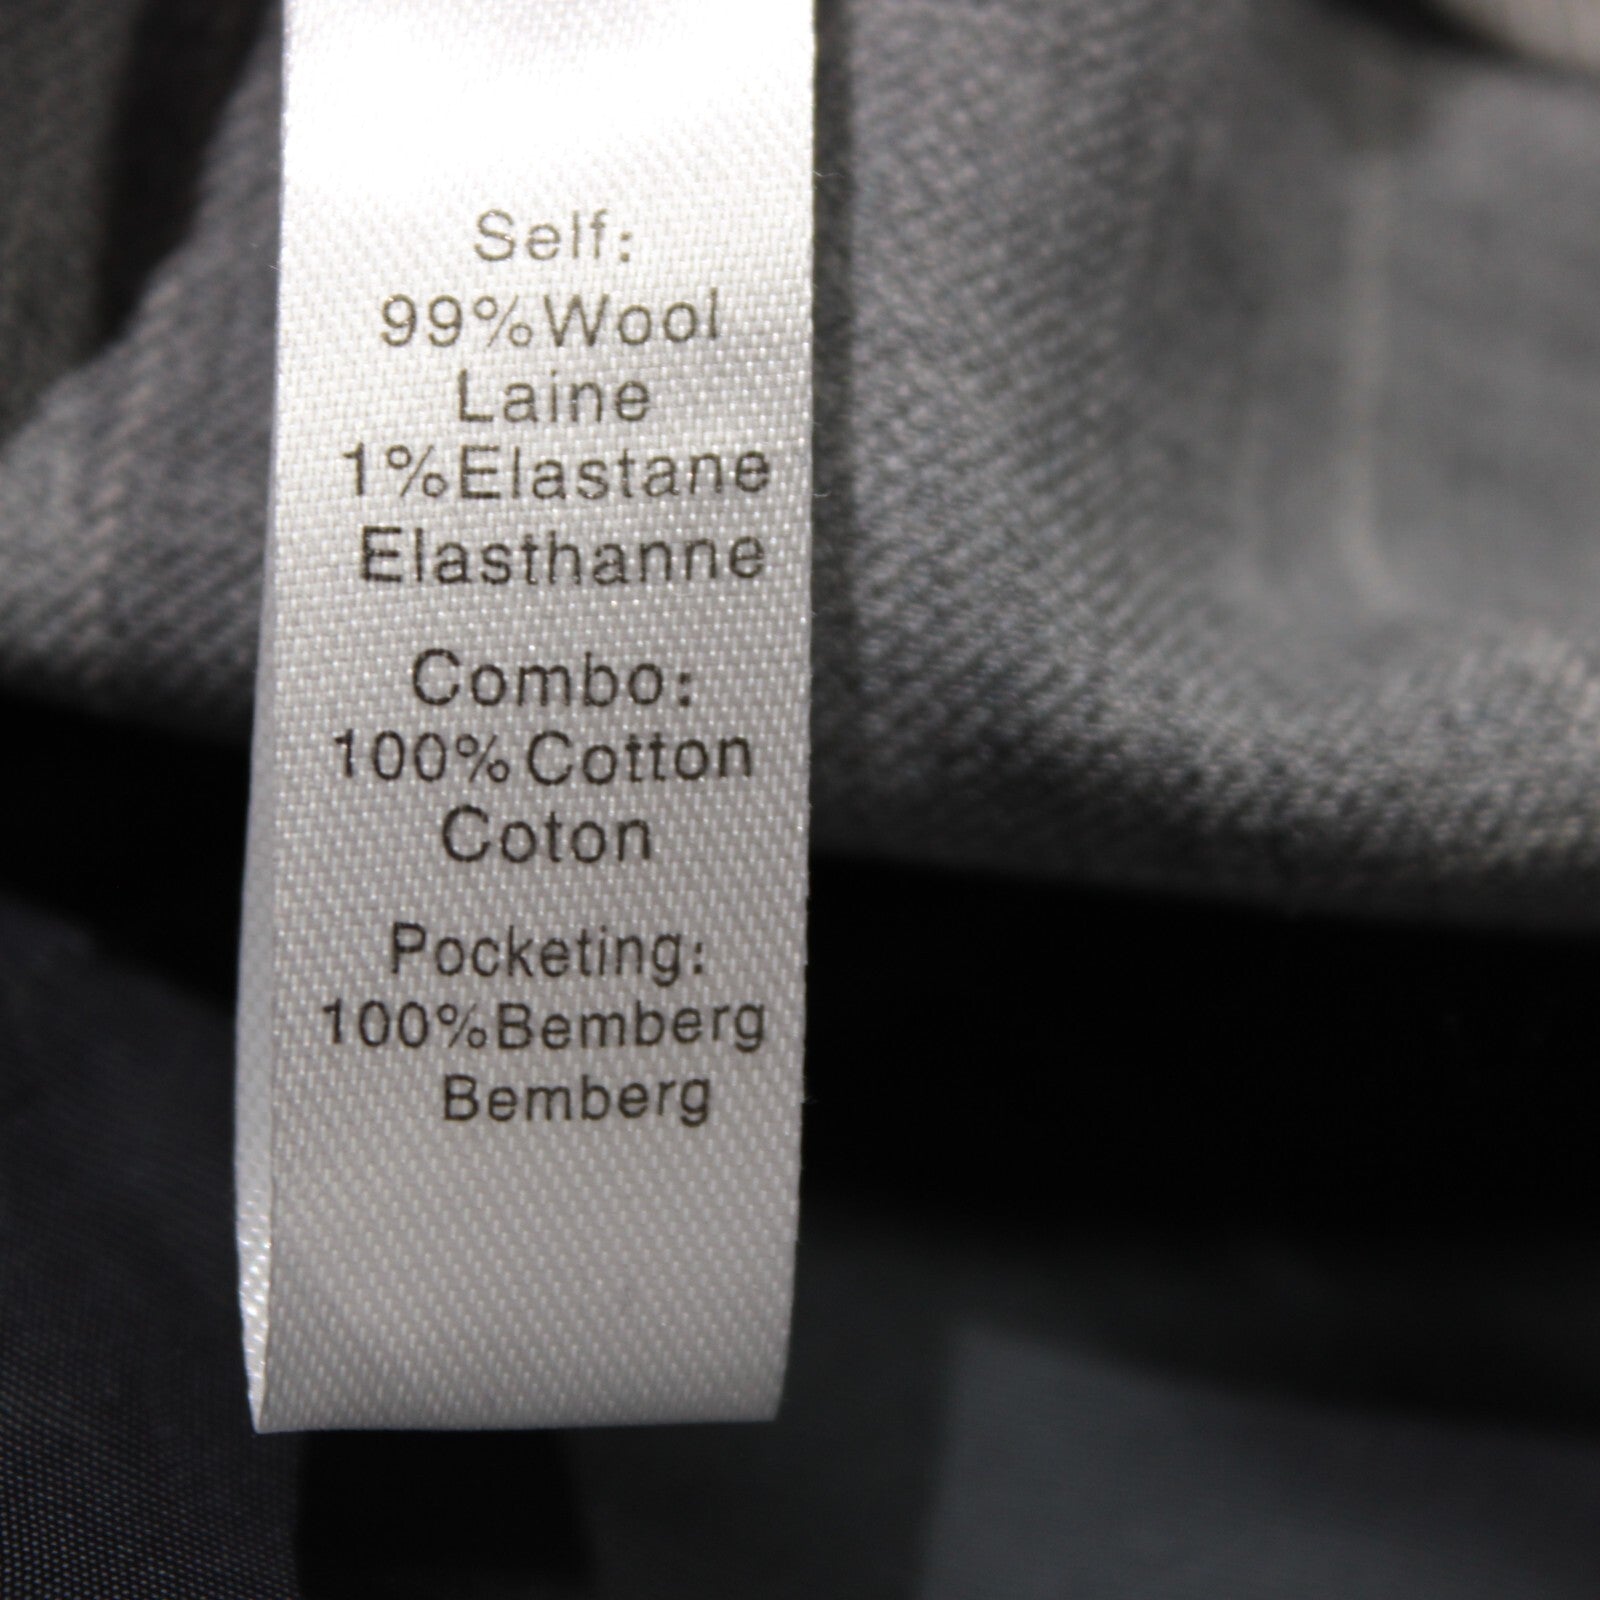 Self:
99%Wool
Laine
1%Elastane
Elasthanne
Combo:
100%Cotton
Coton
Pocketing:
100%Bemberg
Bemberg